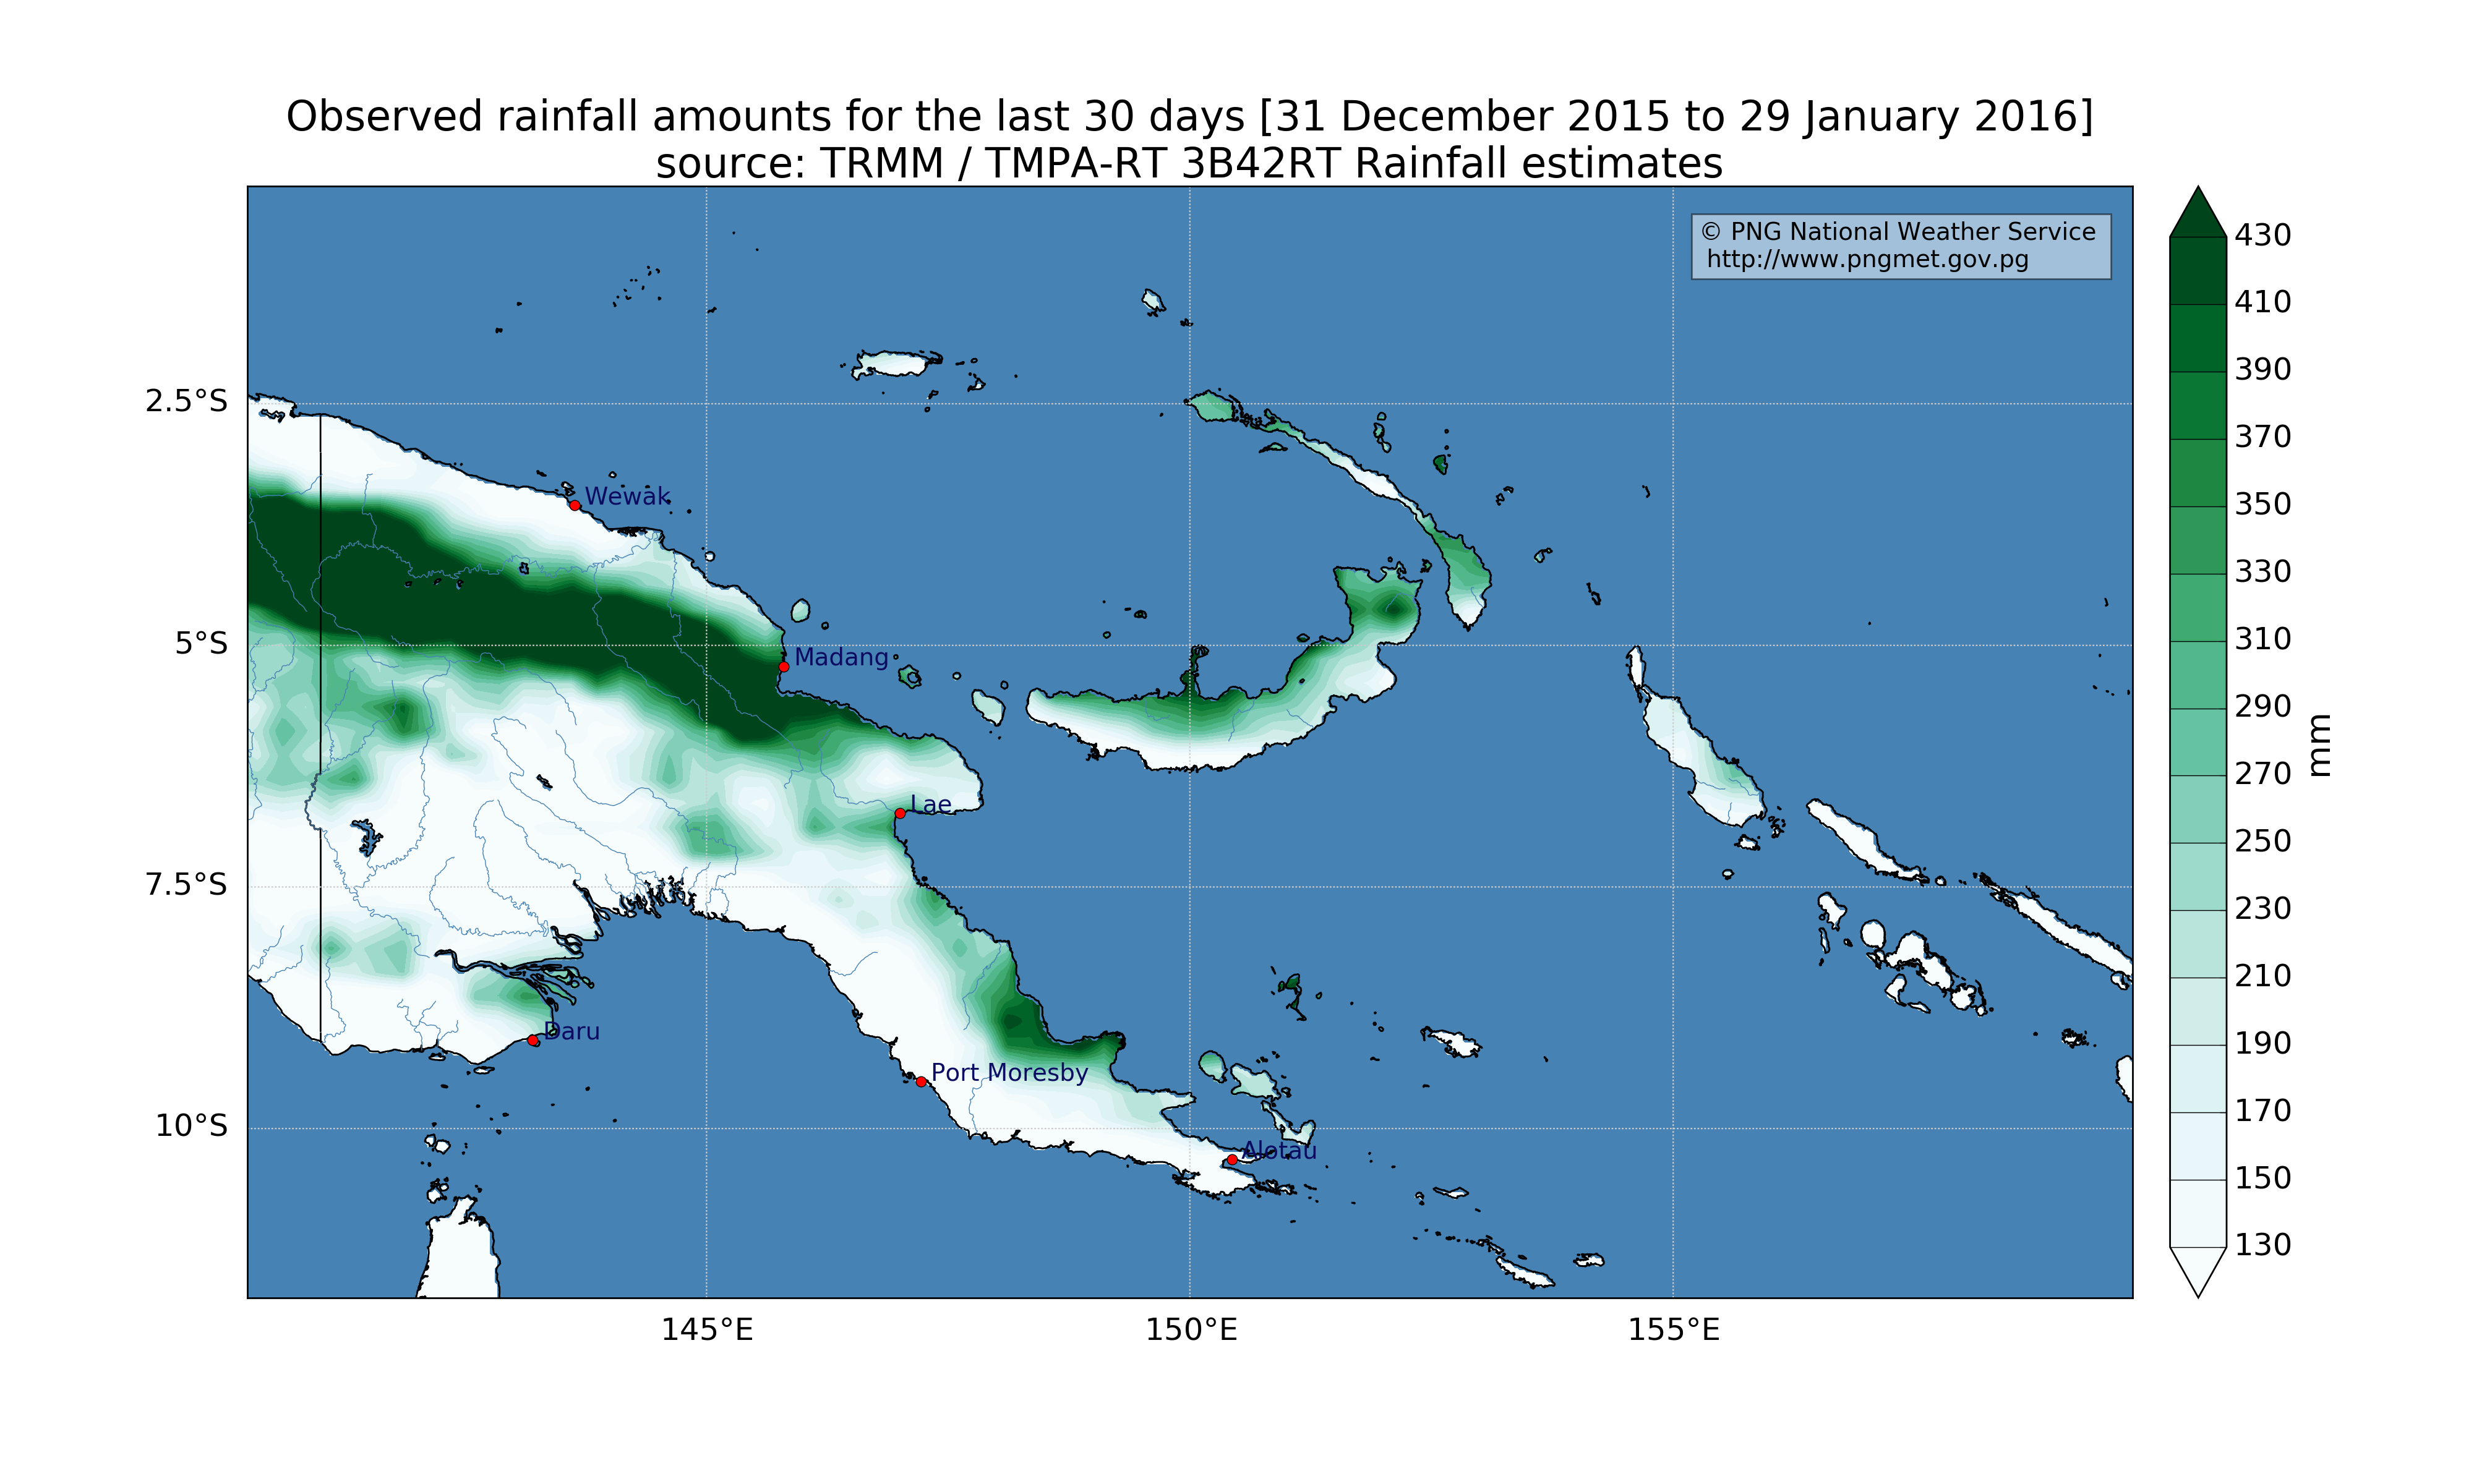 Observed rainfall amounts for the last 30 days [31 December 2015 to 29 January 2016]
source: TRMM / TMPA-RT 3B42RT Rainfall estimates
© PNG National Weather Service
http://www.pngmet.gov.pg
430
410
390
370
350
330
310
290
270
250
230
210
190
170
150
130
mm
2.5°S
5°S
7.5°S
10°S
Wewak
Madang
Lae
Daru
Port Moresby
Alotau
145°E
150°E
155°E